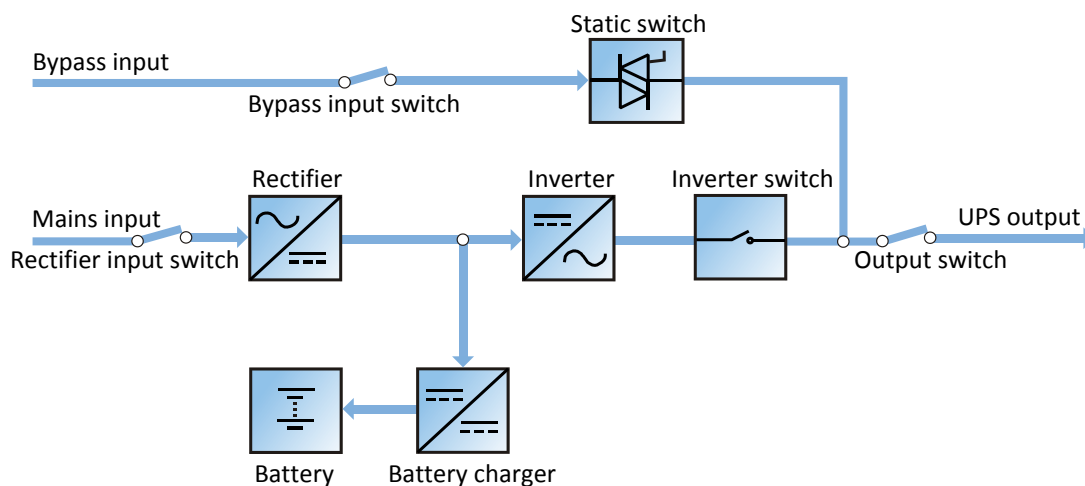 Static switch
Bypass input
Bypass input switch
Rectifier
Inverter
Inverter switch
Mains input
UPS output
Rectifier input switch
Output switch
Battery
Battery charger